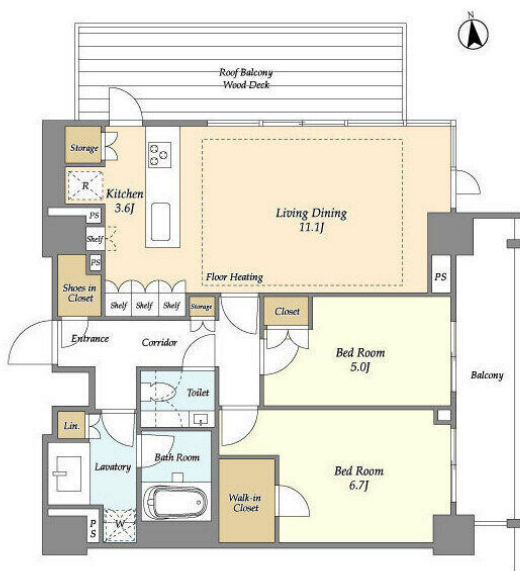 N
Roof Balcony
Wood Deck
Storage
R
Kitchen
3.6J
Living Dining
11.1J
PS
Shelf
PS
Floor Heating
PS
Shoes in
Closet
Shelf
Shelf
Shelf
Storage
Closet
Entrance
Corridor
Bed Room
5.0J
Balcony
Toilet
Lin.
Lavatory
Bath Room
Bed Room
6.7J
Walk-in
Closet
P
S
W